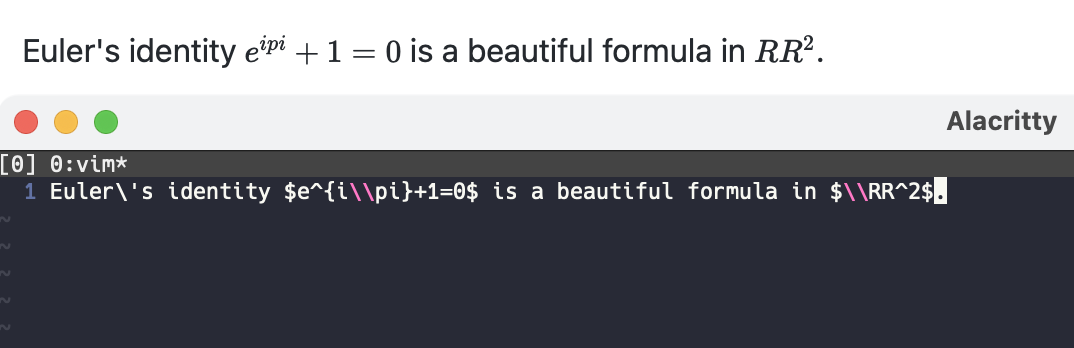 Euler's identity $e^{ipi} + 1 = 0$ is a beautiful formula in $RR^2$.
Alacritty
[0] 0:vim*
1 Euler\'s identity $e^{i\\pi}+1=0$ is a beautiful formula in $\\RR^2$.
~
~
~
~
~